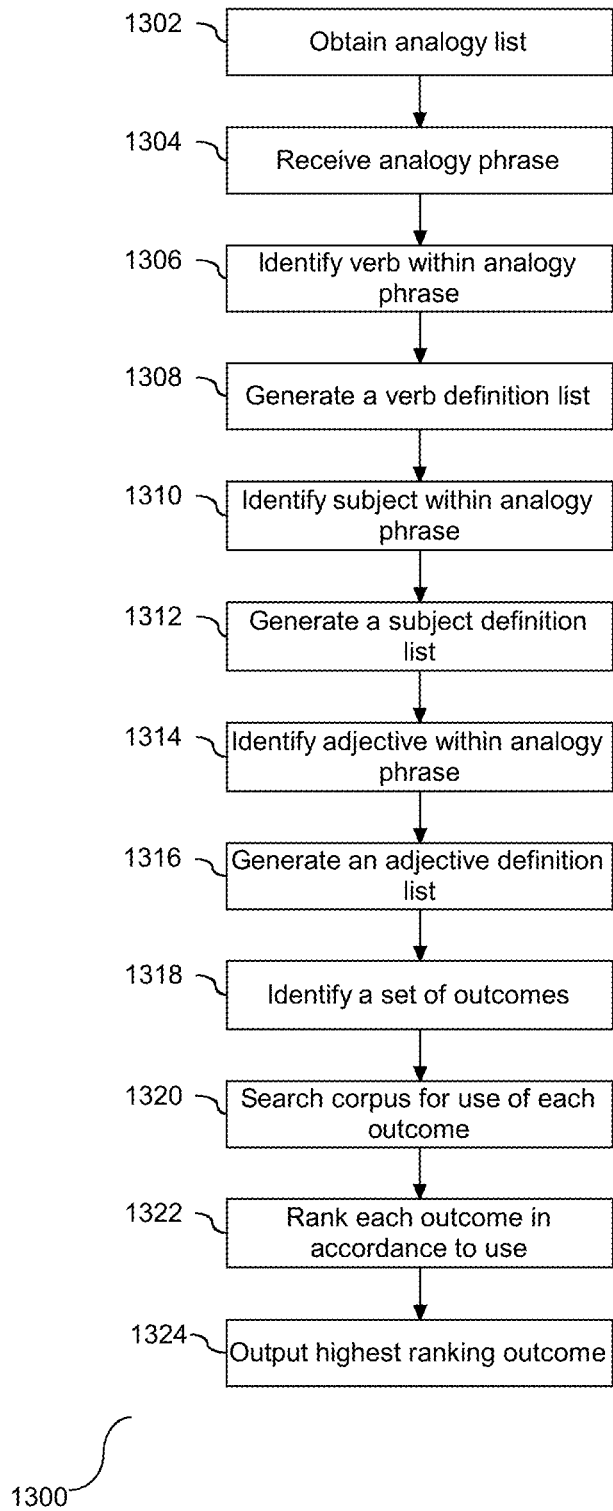 1302
Obtain analogy list
1304
Receive analogy phrase
1306
Identify verb within analogy
phrase
1308
Generate a verb definition list
1310
Identify subject within analogy
phrase
1312
Generate a subject definition
list
1314
Identify adjective within analogy
phrase
1316
Generate an adjective definition
list
1318
Identify a set of outcomes
1320
Search corpus for use of each
outcome
1322
Rank each outcome in
accordance to use
1324
Output highest ranking outcome
1300